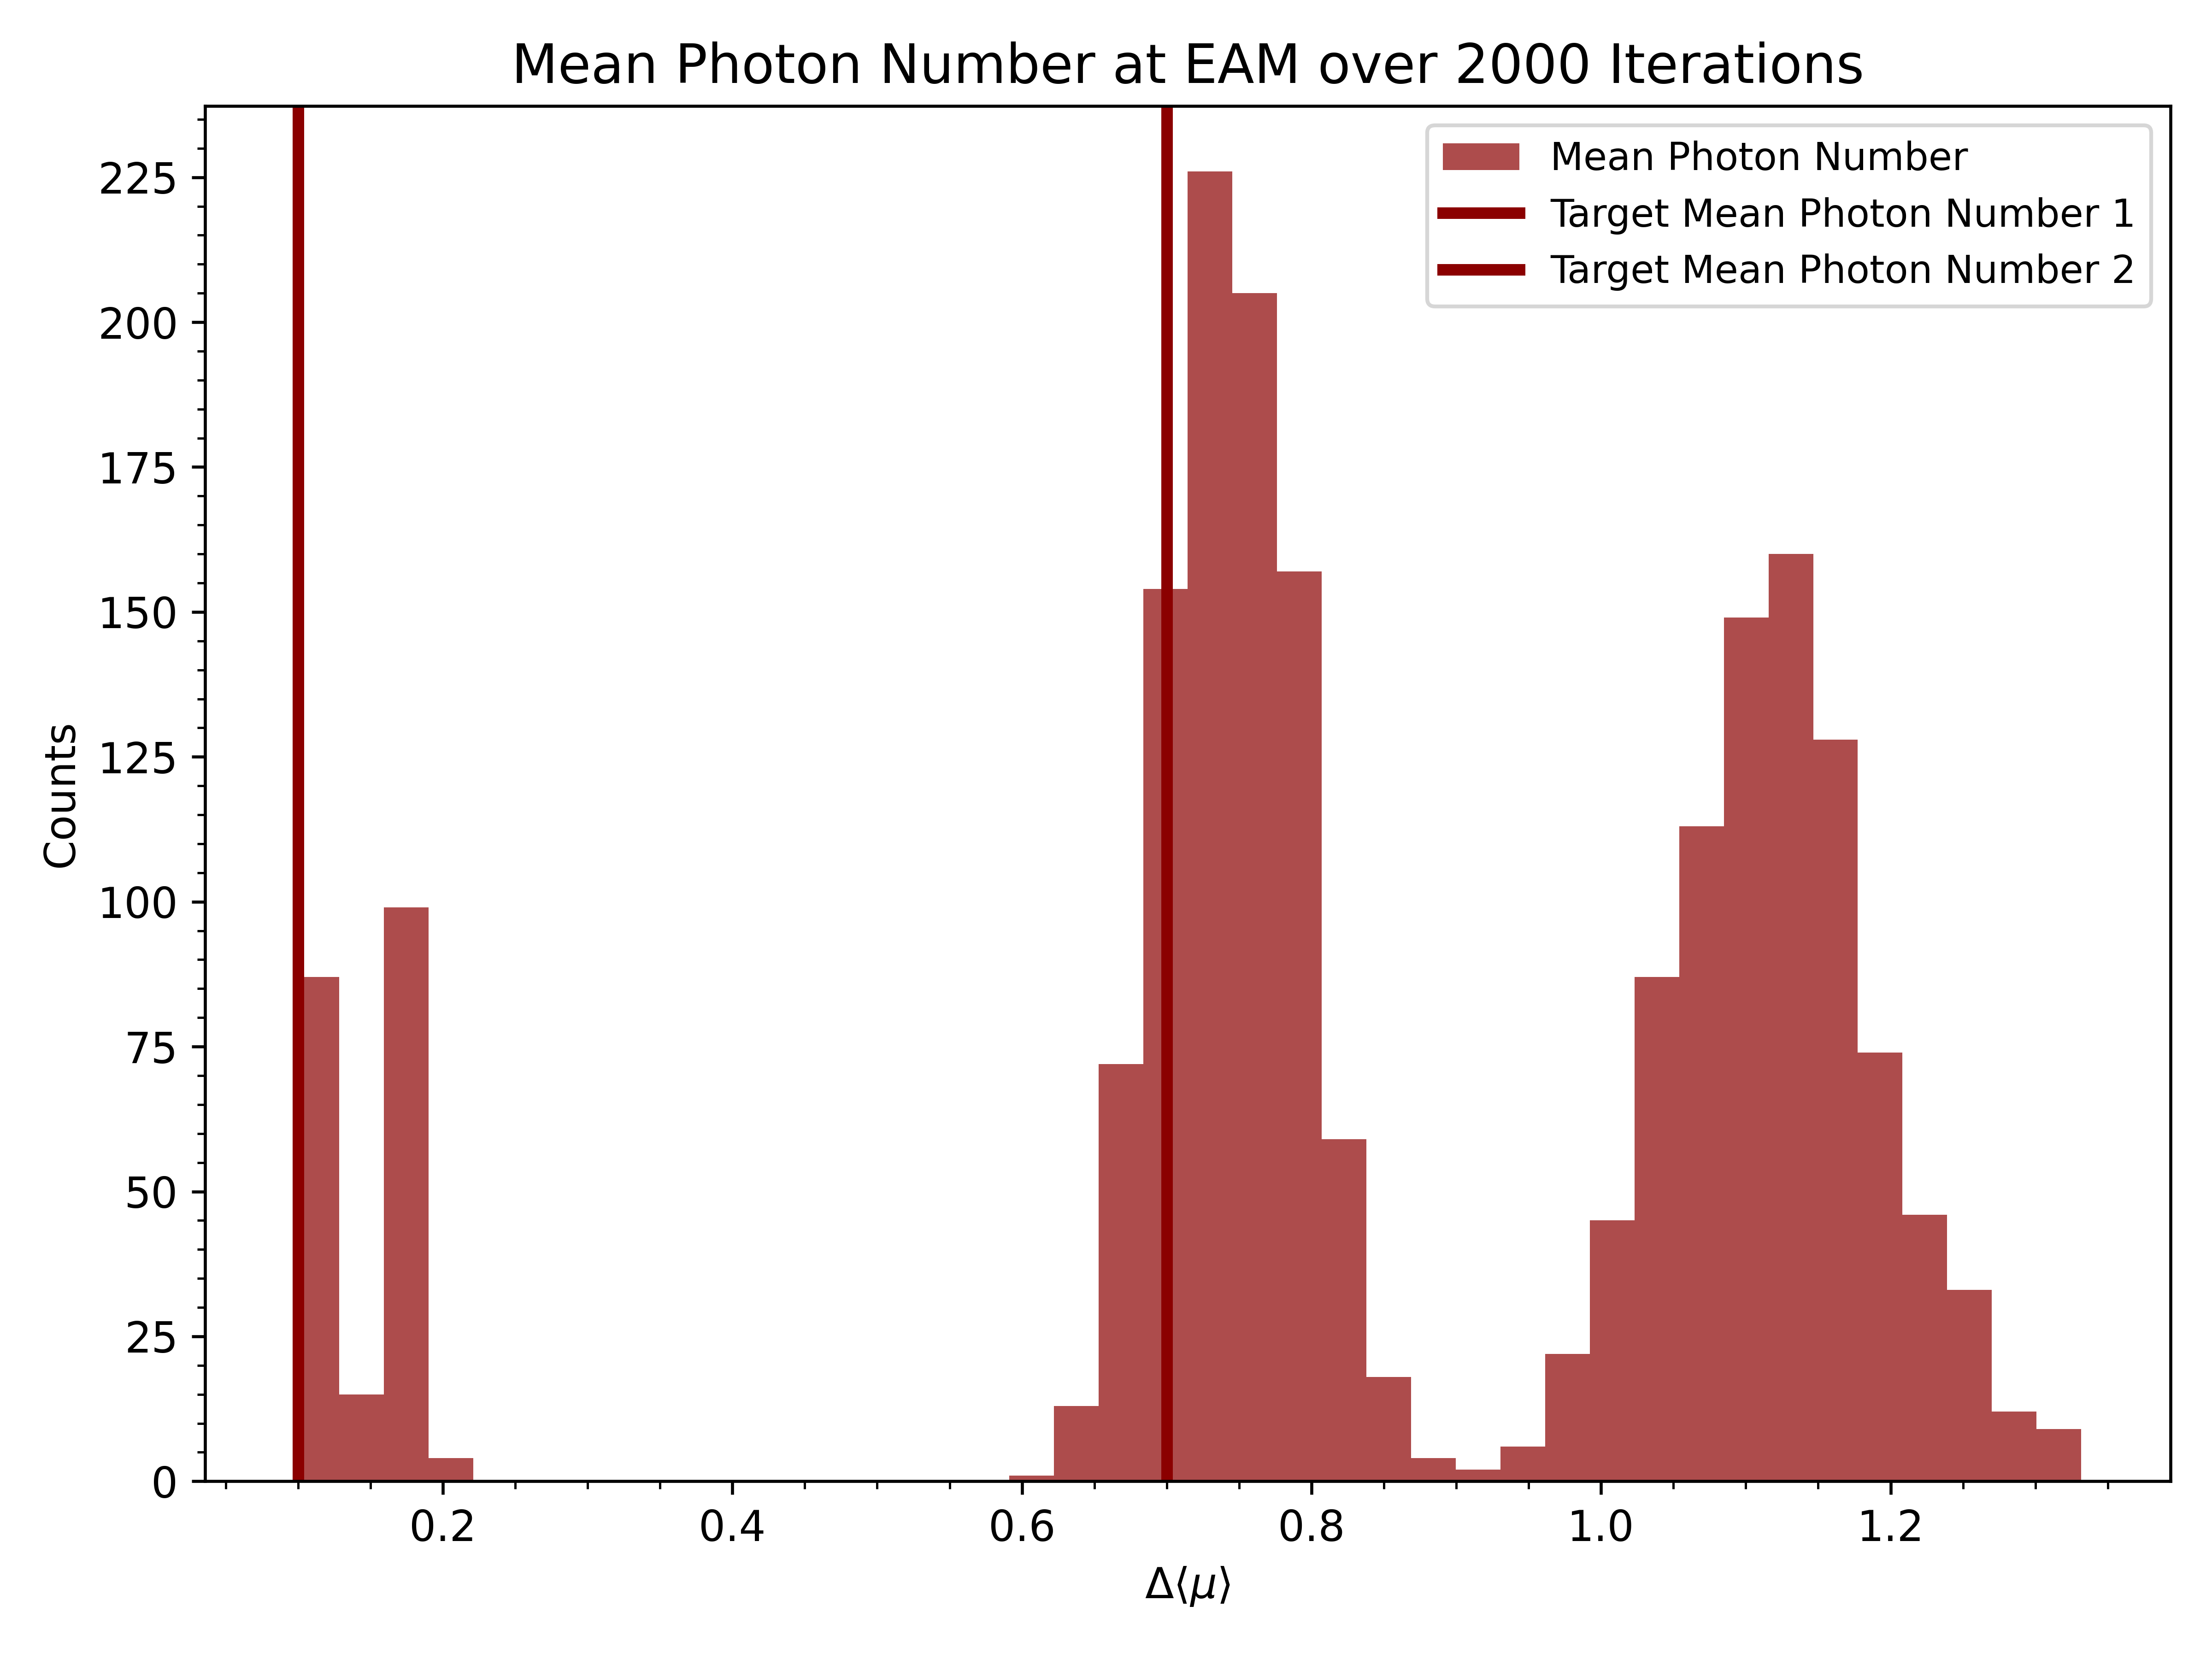 Mean Photon Number at EAM over 2000 Iterations
Mean Photon Number
Target Mean Photon Number 1
Target Mean Photon Number 2
225
200
175
150
125
100
75
50
25
0
Counts
0.2 0.4 0.6 0.8 1.0 1.2
Δ⟨μ⟩